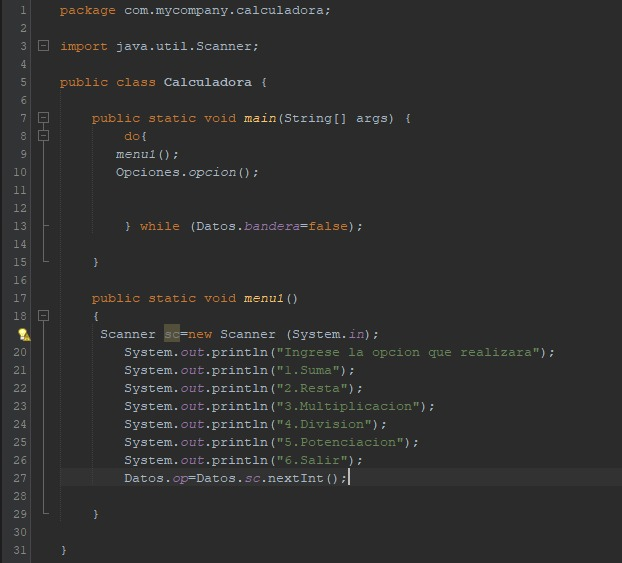 1 package com.mycompany.calculadora;
2
3 import java.util.Scanner;
4
5 public class Calculadora {
6
7 public static void main(String[] args) {
8 do{
9 menu1();
10 Opciones.opcion();
11
12
13 } while (Datos.bandera=false);
14
15 }
16
17 public static void menu1()
18 {
Scanner sc=new Scanner (System.in);
20 System.out.println("Ingrese la opcion que realizara");
21 System.out.println("1.Suma");
22 System.out.println("2.Resta");
23 System.out.println("3.Multiplicacion");
24 System.out.println("4.Division");
25 System.out.println("5.Potenciacion");
26 System.out.println("6.Salir");
27 Datos.op=Datos.sc.nextInt();
28
29 }
30
31 }